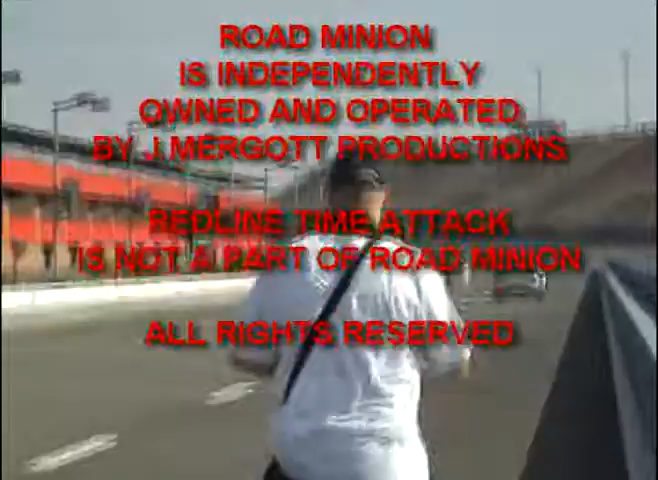 ROAD MINION
IS INDEPENDENTLY
OWNED AND OPERATED
BY J MERGOTT PRODUCTIONS
REDLINE TIME ATTACK
IS NOT A PART OF ROAD MINION
ALL RIGHTS RESERVED